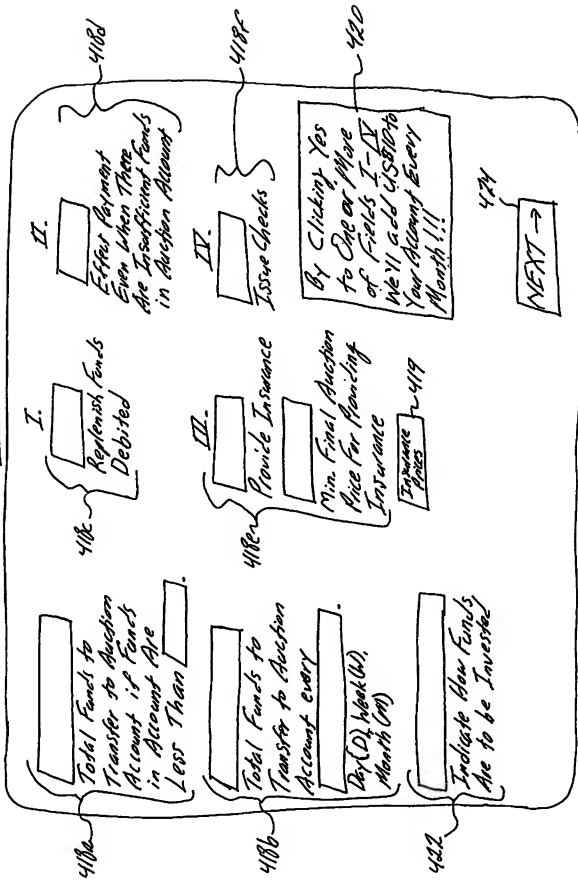 418a
Total Funds to
Transfer to Auction
Account if Funds
in Account Are
Less Than .
418b
Total Funds to
Transfer to Auction
Account every
.
Day(D), Week(W),
Month(M)
422
Indicate How Funds
Are to be Invested
I.
418c
Replenish Funds
Debited
III.
418e
Provide Insurance
Min. Final Auction
Price For Providing
Insurance
Insurance
Prices
419
II.
418d
Effect Payment
Even When There
Are Insufficient Funds
in Auction Account
IV.
418f
Issue Checks
420
By Clicking Yes
to One or More
of Fields I-IV
We'll add US$10 to
Your Account Every
Month!!!
424
NEXT →